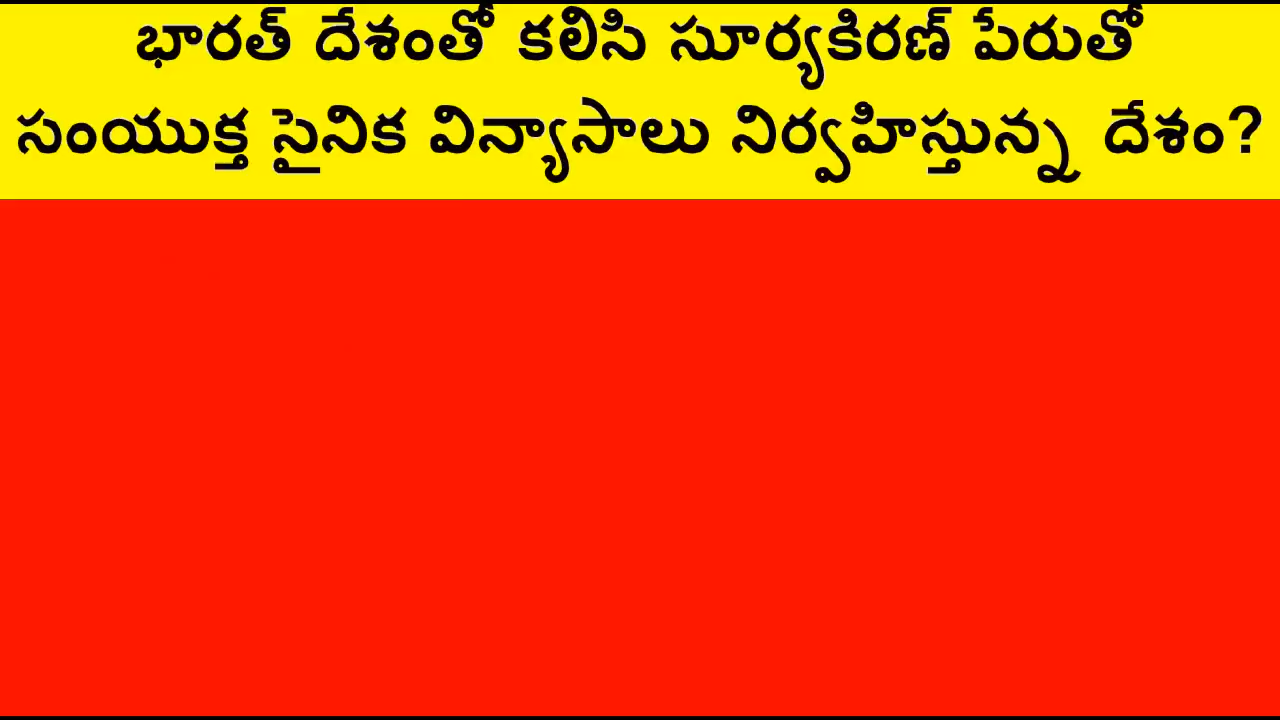 భారత్ దేశంతో కలిసి సూర్యకిరణ్ పేరుతో
సంయుక్త సైనిక విన్యాసాలు నిర్వహిస్తున్న దేశం?